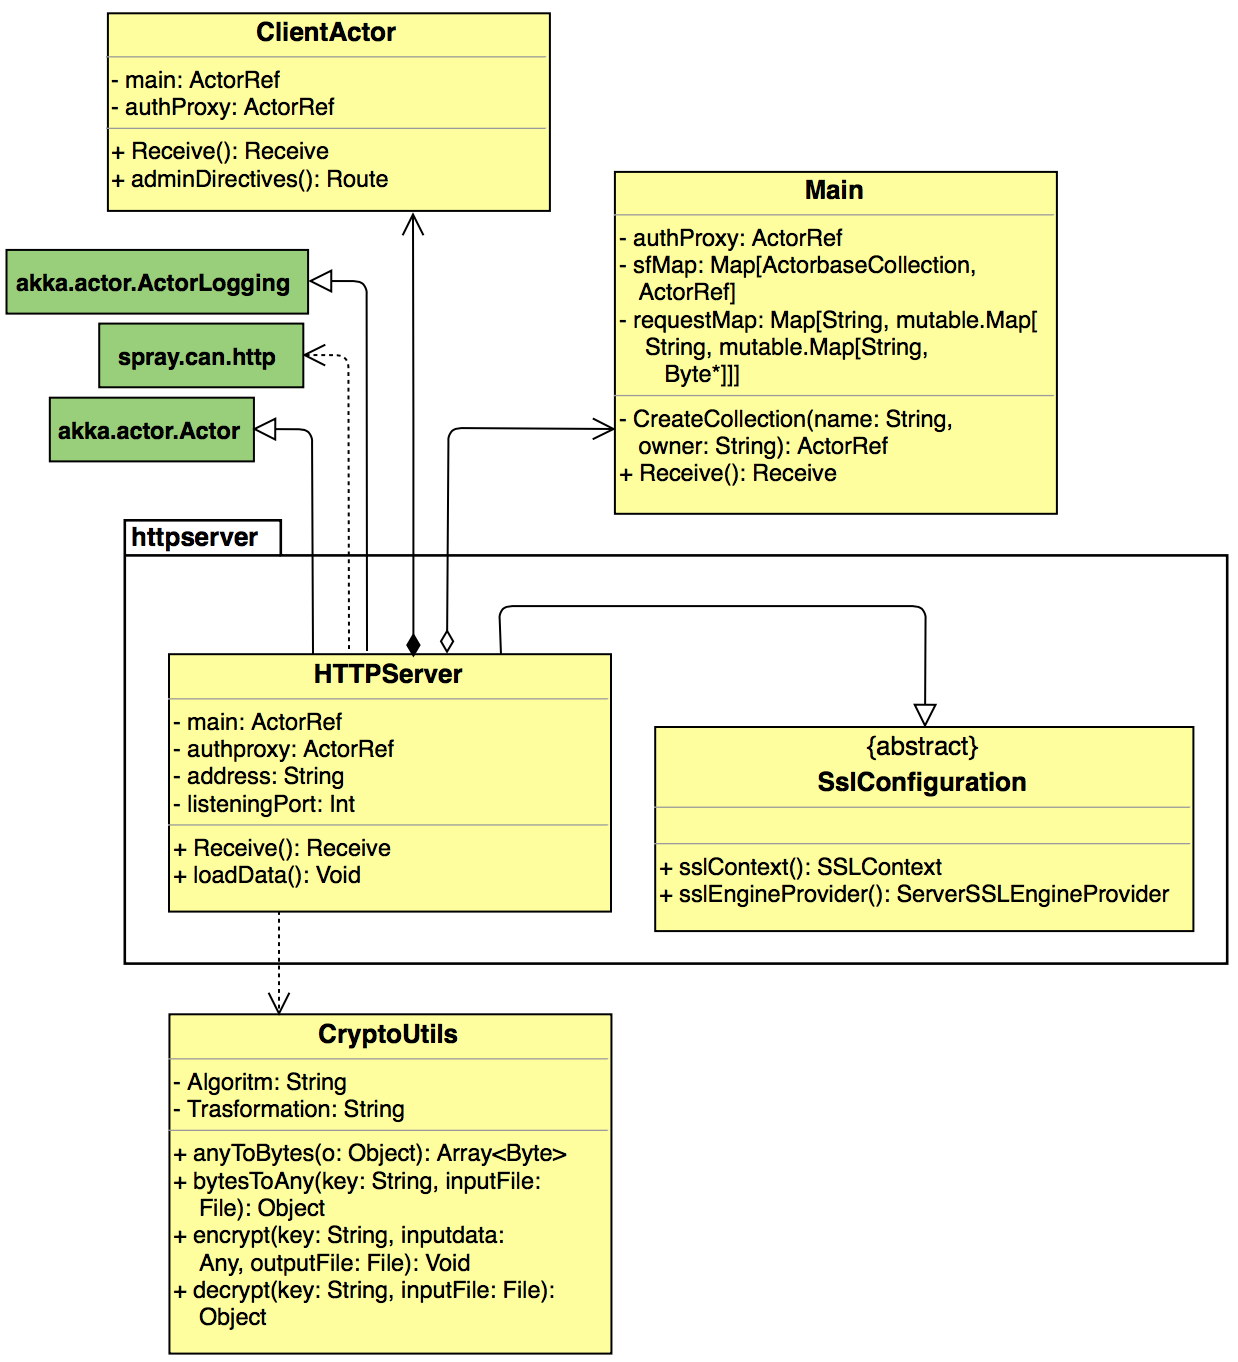 ClientActor
- main: ActorRef
- authProxy: ActorRef
+ Receive(): Receive
+ adminDirectives(): Route
Main
- authProxy: ActorRef
- sfMap: Map[ActorbaseCollection,
ActorRef]
- requestMap: Map[String, mutable.Map[
String, mutable.Map[String,
Byte*]]]
- CreateCollection(name: String,
owner: String): ActorRef
+ Receive(): Receive
akka.actor.ActorLogging
spray.can.http
akka.actor.Actor
httpserver
HTTPServer
- main: ActorRef
- authproxy: ActorRef
- address: String
- listeningPort: Int
+ Receive(): Receive
+ loadData(): Void
{abstract}
SslConfiguration
+ sslContext(): SSLContext
+ sslEngineProvider(): ServerSSLEngineProvider
CryptoUtils
- Algoritm: String
- Trasformation: String
+ anyToBytes(o: Object): Array<Byte>
+ bytesToAny(key: String, inputFile:
File): Object
+ encrypt(key: String, inputdata:
Any, outputFile: File): Void
+ decrypt(key: String, inputFile: File):
Object